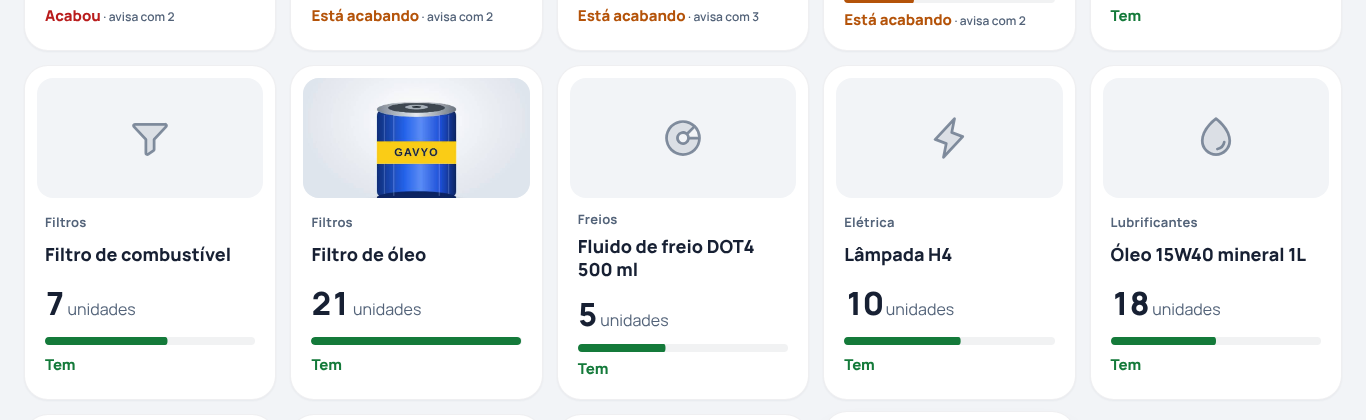 Acabou · avisa com 2
Está acabando · avisa com 2
Está acabando · avisa com 3
Está acabando · avisa com 2
Tem
Filtros
Filtro de combustível
7 unidades
Tem
GAVYO
Filtros
Filtro de óleo
21 unidades
Tem
Freios
Fluido de freio DOT4
500 ml
5 unidades
Tem
Elétrica
Lâmpada H4
10 unidades
Tem
Lubrificantes
Óleo 15W40 mineral 1L
18 unidades
Tem